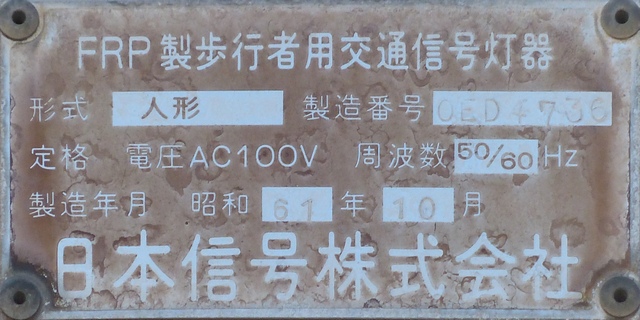 FRP製歩行者用交通信号灯器
形式 人形 製造番号 0ED4736
定格 電圧AC100V 周波数 50/60 Hz
製造年月 昭和 61 年 10 月
日本信号株式会社